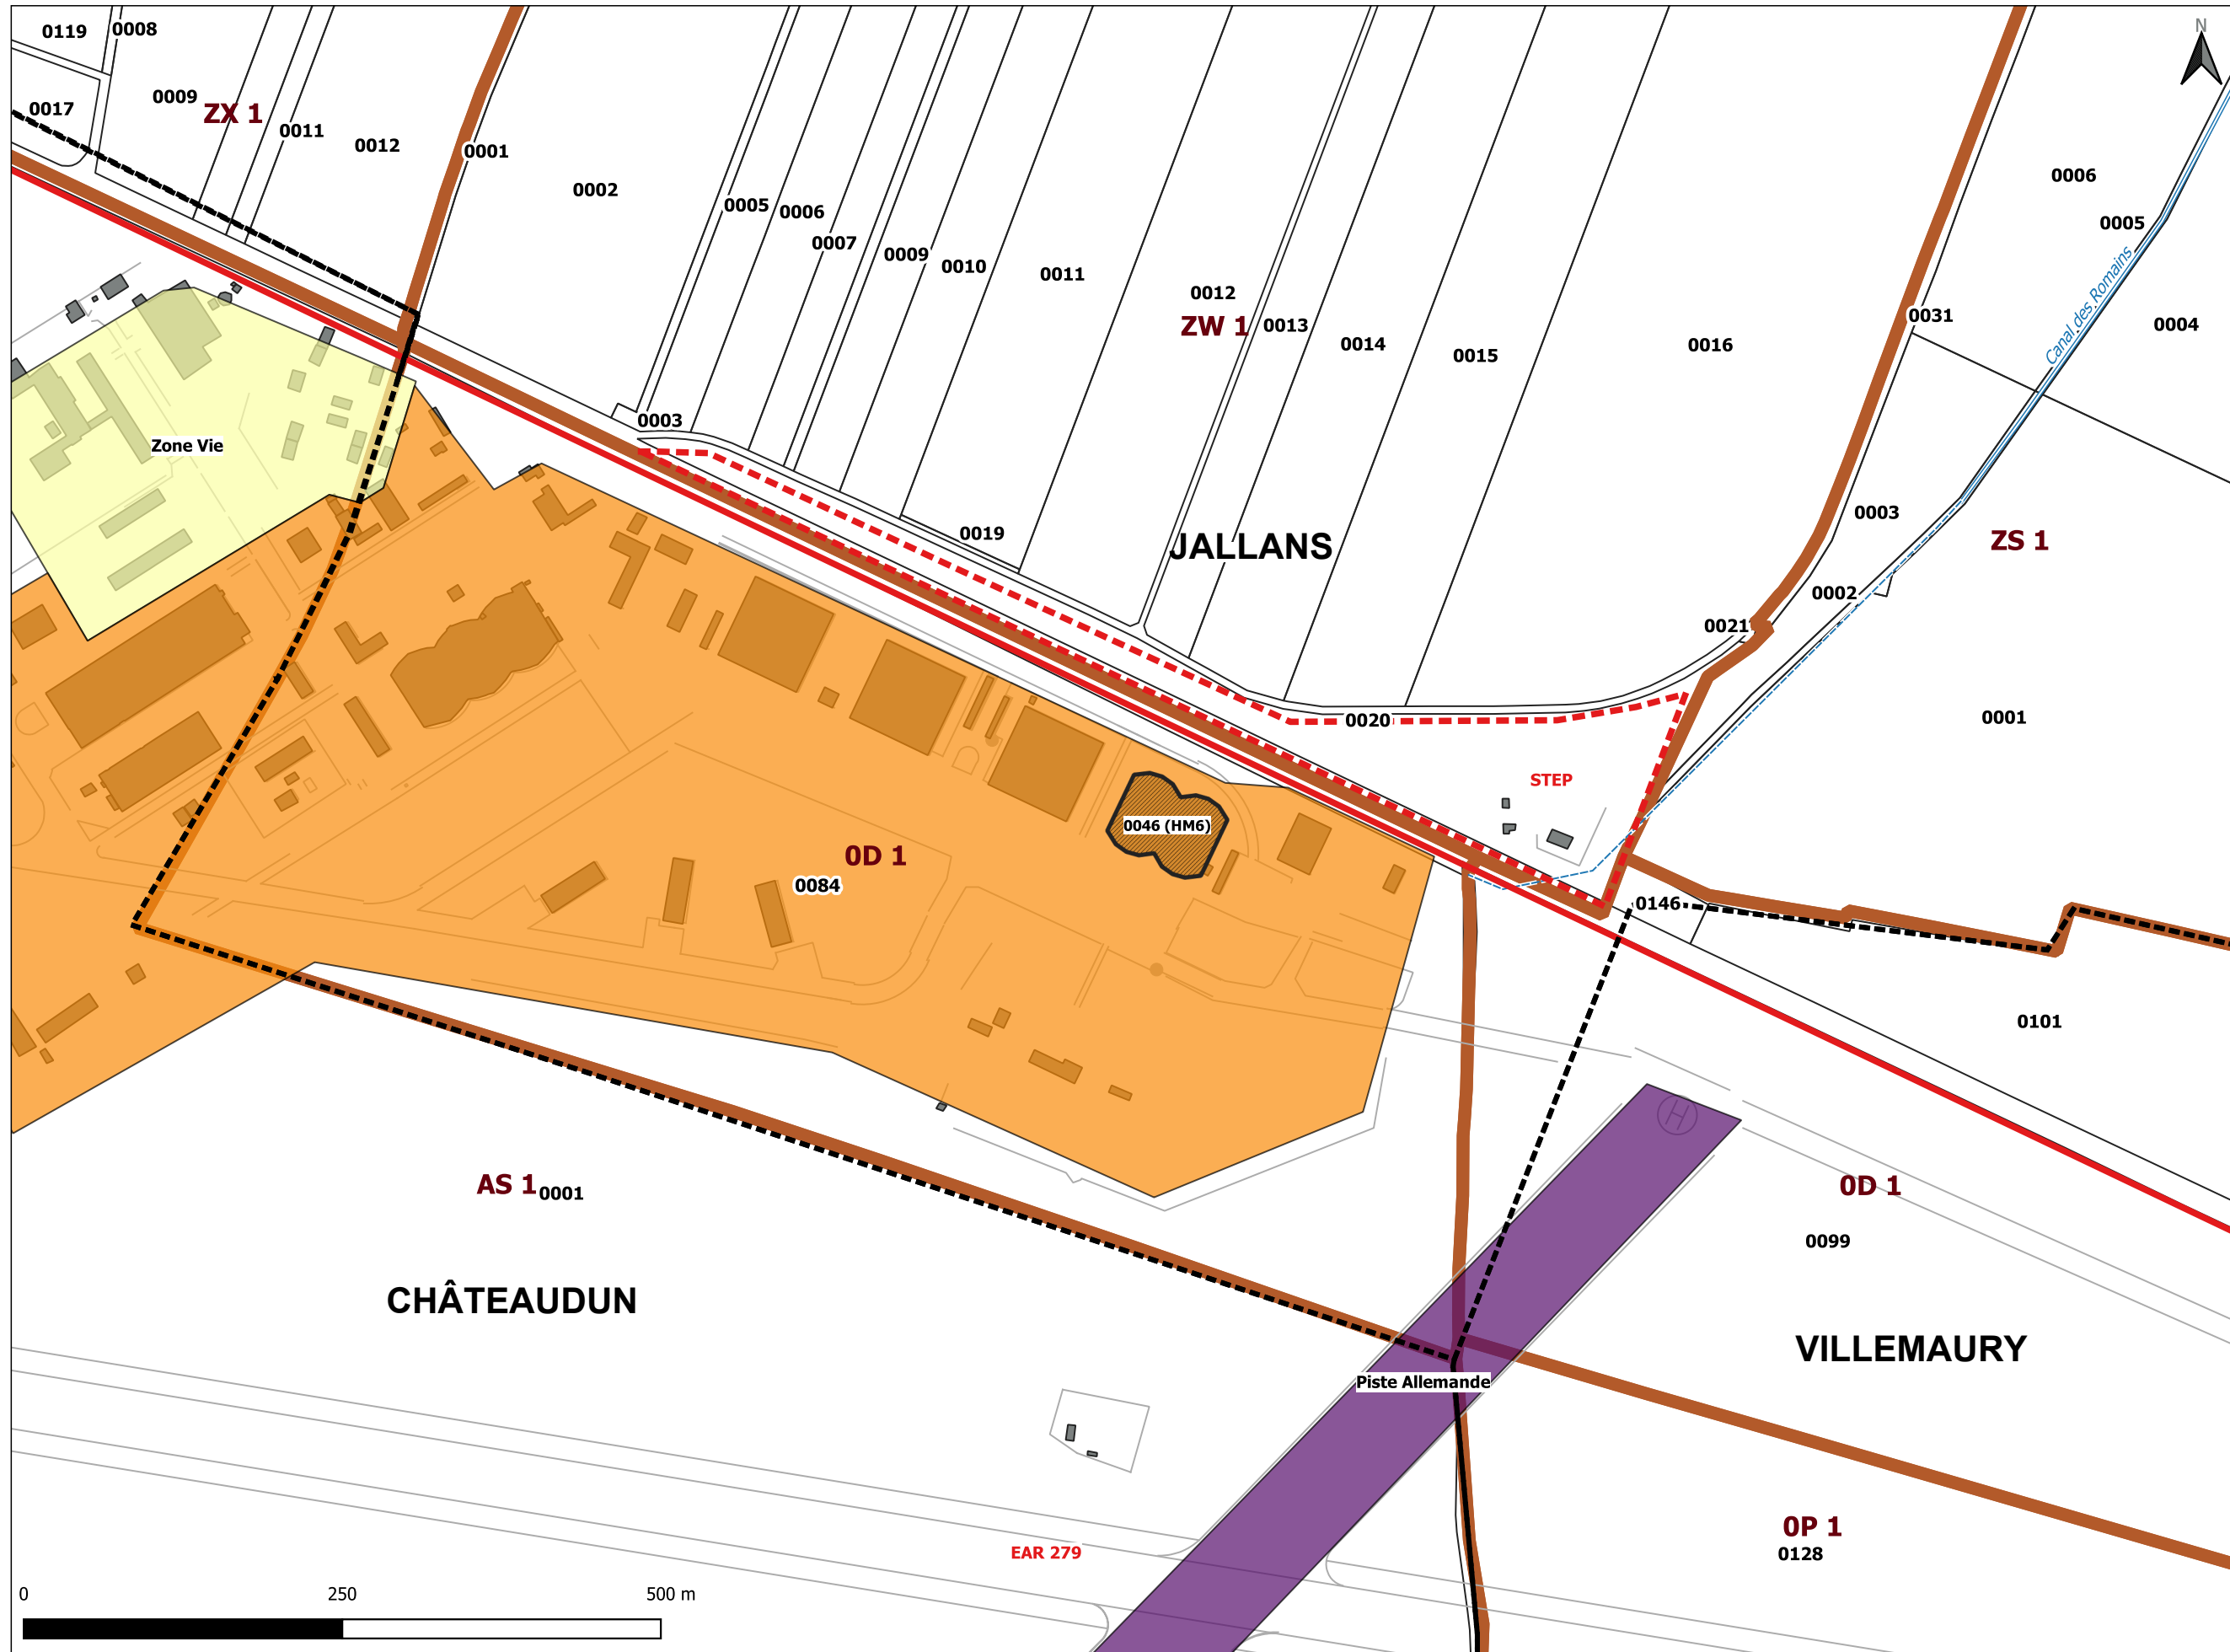 N
0119
0008
0017
0009
ZX 1
0011
0012
0001
0002
0005
0006
0007
0009
0010
0011
0012
ZW 1
0013
0014
0015
0016
0006
0005
0031
0004
Canal des Romains
0003
Zone Vie
0019
JALLANS
0003
ZS 1
0002
0021
0001
0020
STEP
0046 (HM6)
0D 1
0084
0146
0101
AS 1
0001
0D 1
0099
H
CHÂTEAUDUN
VILLEMAURY
Piste Allemande
0P 1
0128
EAR 279
0
250
500 m